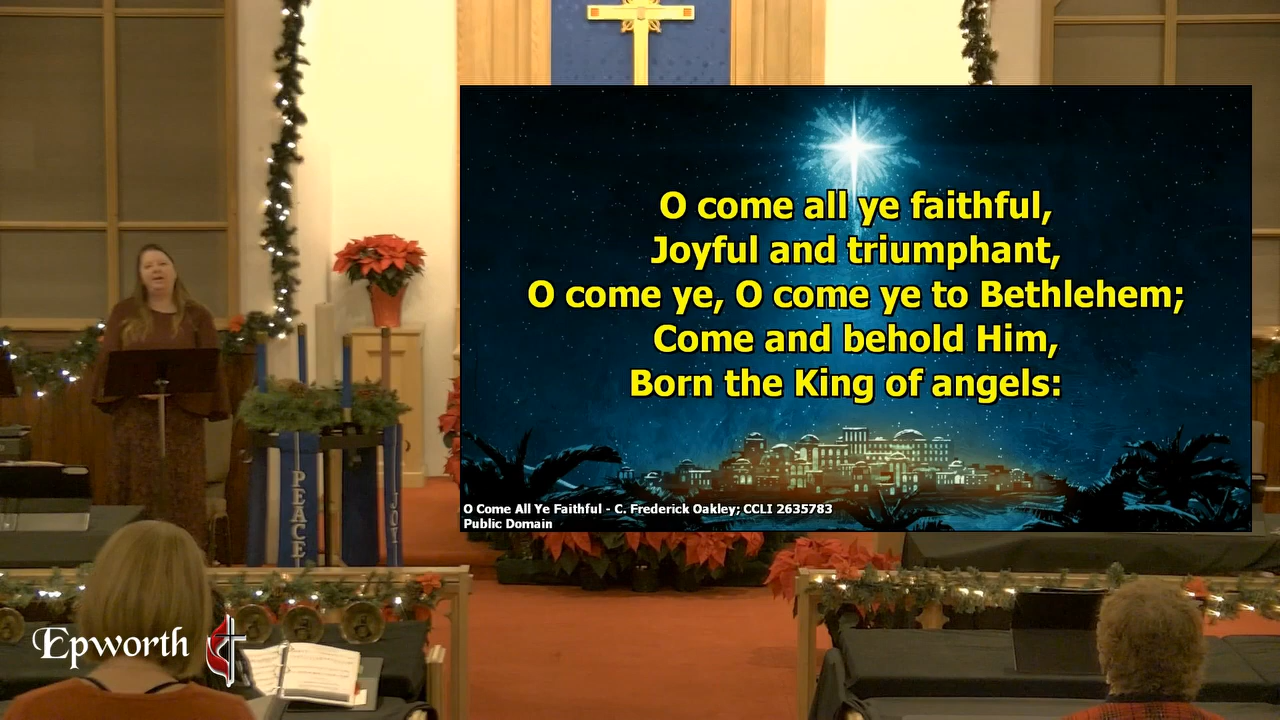 O come all ye faithful,
Joyful and triumphant,
O come ye, O come ye to Bethlehem;
Come and behold Him,
Born the King of angels:
O Come All Ye Faithful - C. Frederick Oakley; CCLI 2635783
Public Domain
PEACE
JOY
Epworth